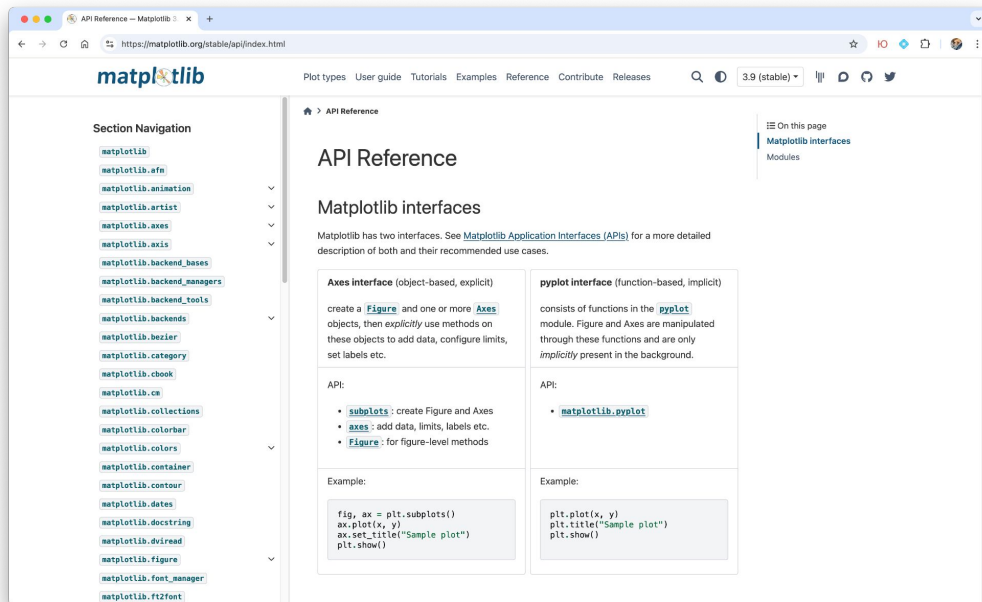 API Reference — Matplotlib 3
https://matplotlib.org/stable/api/index.html
matplotlib
Plot types User guide Tutorials Examples Reference Contribute Releases
3.9 (stable)
Section Navigation
matplotlib
matplotlib.afm
matplotlib.animation
matplotlib.artist
matplotlib.axes
matplotlib.axis
matplotlib.backend_bases
matplotlib.backend_managers
matplotlib.backend_tools
matplotlib.backends
matplotlib.bezier
matplotlib.category
matplotlib.cbook
matplotlib.cm
matplotlib.collections
matplotlib.colorbar
matplotlib.colors
matplotlib.container
matplotlib.contour
matplotlib.dates
matplotlib.docstring
matplotlib.dviread
matplotlib.figure
matplotlib.font_manager
matplotlib.ft2font
> API Reference
API Reference
Matplotlib interfaces
Matplotlib has two interfaces. See Matplotlib Application Interfaces (APIs) for a more detailed
description of both and their recommended use cases.
Axes interface (object-based, explicit)
create a Figure and one or more Axes
objects, then explicitly use methods on
these objects to add data, configure limits,
set labels etc.
API:
• subplots : create Figure and Axes
• axes : add data, limits, labels etc.
• Figure : for figure-level methods
Example:
fig, ax = plt.subplots()
ax.plot(x, y)
ax.set_title("Sample plot")
plt.show()
pyplot interface (function-based, implicit)
consists of functions in the pyplot
module. Figure and Axes are manipulated
through these functions and are only
implicitly present in the background.
API:
• matplotlib.pyplot
Example:
plt.plot(x, y)
plt.title("Sample plot")
plt.show()
On this page
Matplotlib interfaces
Modules